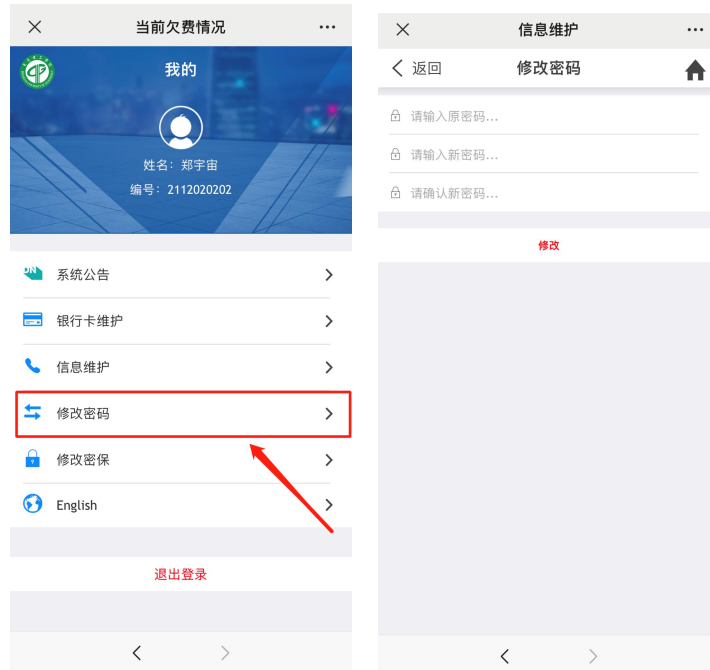 当前欠费情况
我的
姓名：郑宇宙
编号：2112020202
系统公告
银行卡维护
信息维护
修改密码
修改密保
English
退出登录
信息维护
返回 修改密码
请输入原密码...
请输入新密码...
请确认新密码...
修改